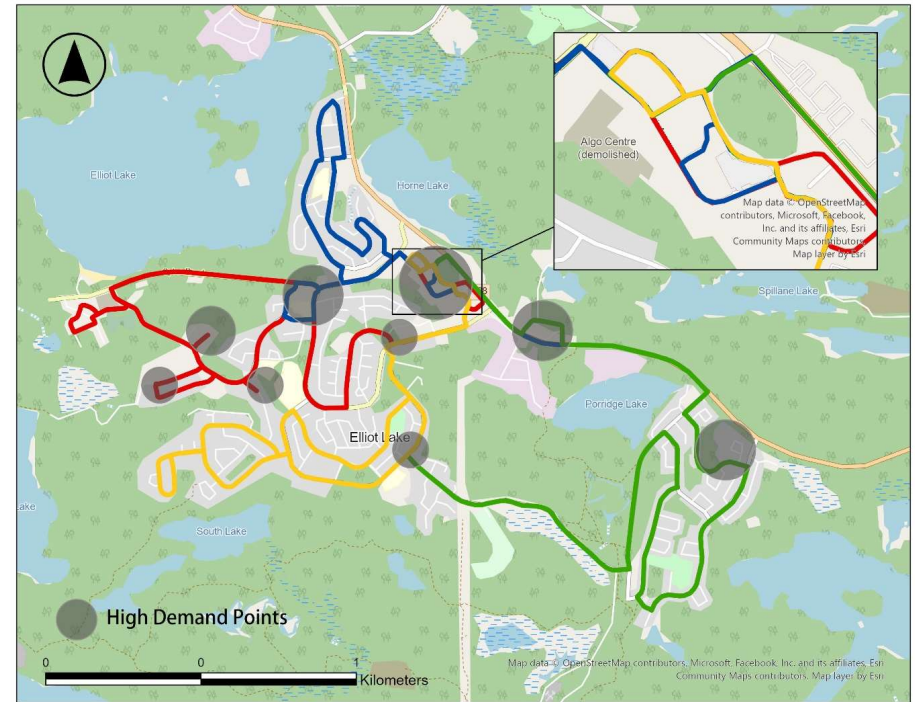 Elliot Lake
Horne Lake
Algo Centre
(demolished)
Map data © OpenStreetMap
contributors, Microsoft, Facebook,
Inc. and its affiliates, Esri
Community Maps contributors,
Map layer by Esri
Spillane Lake
Porridge Lake
Elliot Lake
Lake
South Lake
High Demand Points
0 0 1
Kilometers
Map data © OpenStreetMap contributors, Microsoft, Facebook, Inc. and its affiliates, Esri
Community Maps contributors, Map layer by Esri